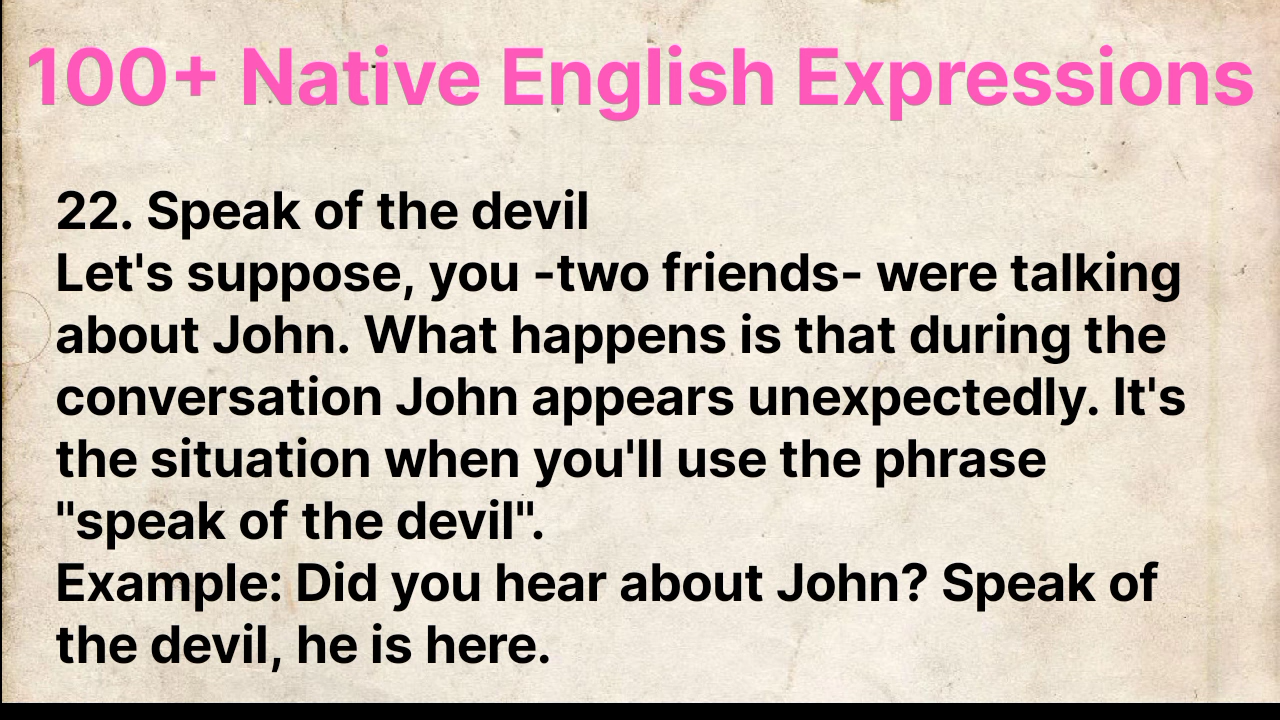 100+ Native English Expressions
22. Speak of the devil
Let's suppose, you -two friends- were talking
about John. What happens is that during the
conversation John appears unexpectedly. It's
the situation when you'll use the phrase
"speak of the devil".
Example: Did you hear about John? Speak of
the devil, he is here.